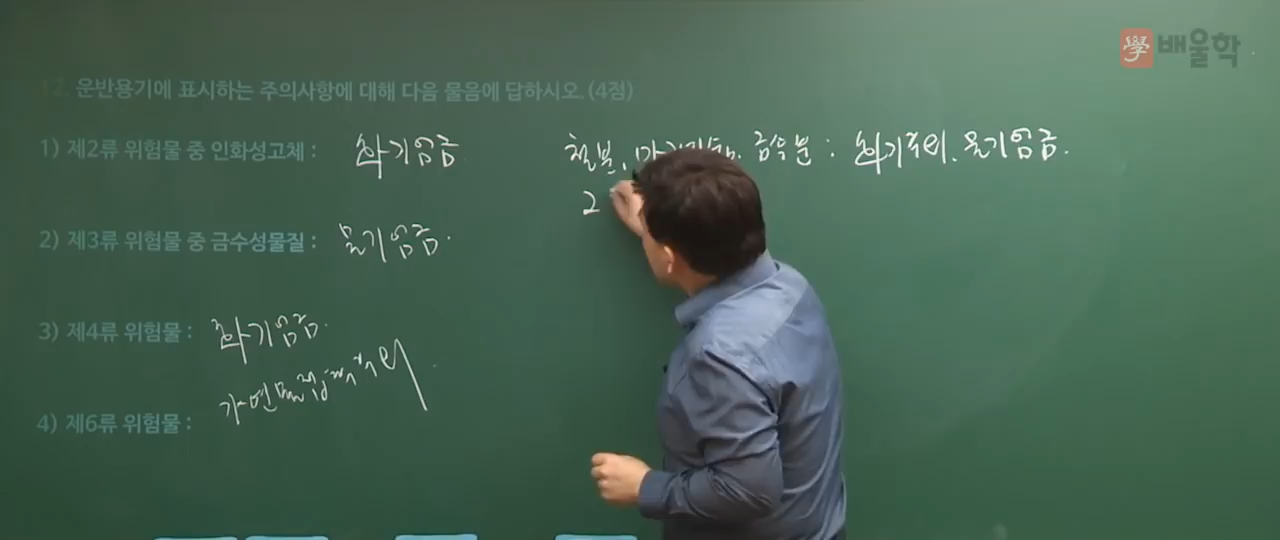 學 배울학
12. 운반용기에 표시하는 주의사항에 대해 다음 물음에 답하시오.(4점)
1) 제2류 위험물 중 인화성고체 : 화기엄금
철분, 금속분 : 화기주의, 물기엄금.
2
2) 제3류 위험물 중 금수성물질 : 물기엄금.
3) 제4류 위험물 : 화기엄금.
4) 제6류 위험물 : 가연물접촉주의